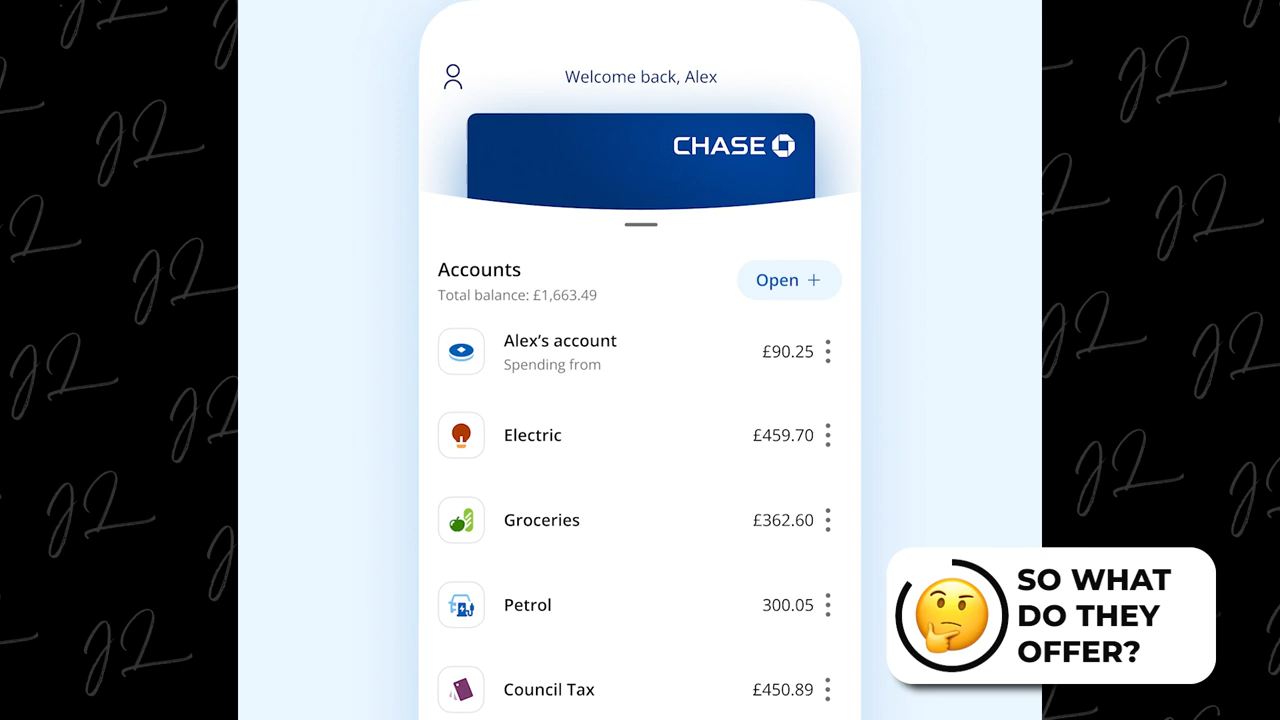 Welcome back, Alex
CHASE
Accounts
Total balance: £1,663.49
Open +
Alex's account
Spending from
£90.25
Electric
£459.70
Groceries
£362.60
Petrol
300.05
Council Tax
£450.89
SO WHAT
DO THEY
OFFER?